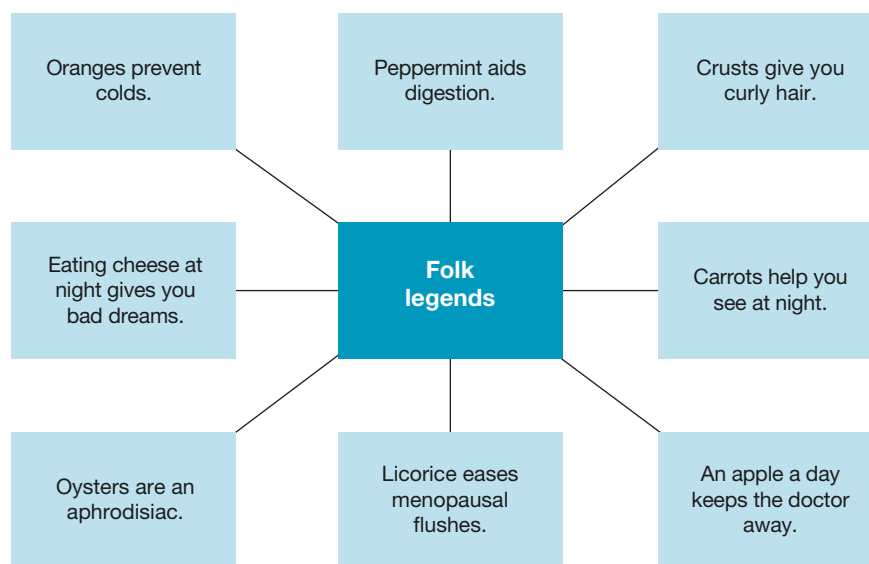 Oranges prevent
colds.
Peppermint aids
digestion.
Crusts give you
curly hair.
Eating cheese at
night gives you
bad dreams.
Folk
legends
Carrots help you
see at night.
Oysters are an
aphrodisiac.
Licorice eases
menopausal
flushes.
An apple a day
keeps the doctor
away.